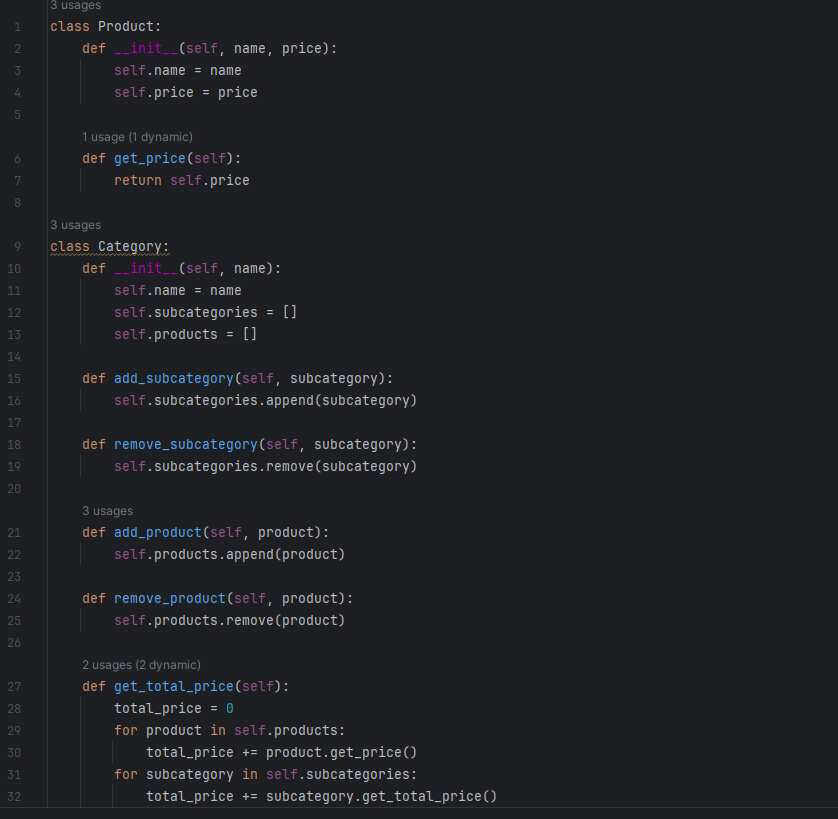 3 usages
1 class Product:
2 def __init__(self, name, price):
3 self.name = name
4 self.price = price
5
1 usage (1 dynamic)
6 def get_price(self):
7 return self.price
8
3 usages
9 class Category:
10 def __init__(self, name):
11 self.name = name
12 self.subcategories = []
13 self.products = []
14
15 def add_subcategory(self, subcategory):
16 self.subcategories.append(subcategory)
17
18 def remove_subcategory(self, subcategory):
19 self.subcategories.remove(subcategory)
20
3 usages
21 def add_product(self, product):
22 self.products.append(product)
23
24 def remove_product(self, product):
25 self.products.remove(product)
26
2 usages (2 dynamic)
27 def get_total_price(self):
28 total_price = 0
29 for product in self.products:
30 total_price += product.get_price()
31 for subcategory in self.subcategories:
32 total_price += subcategory.get_total_price()